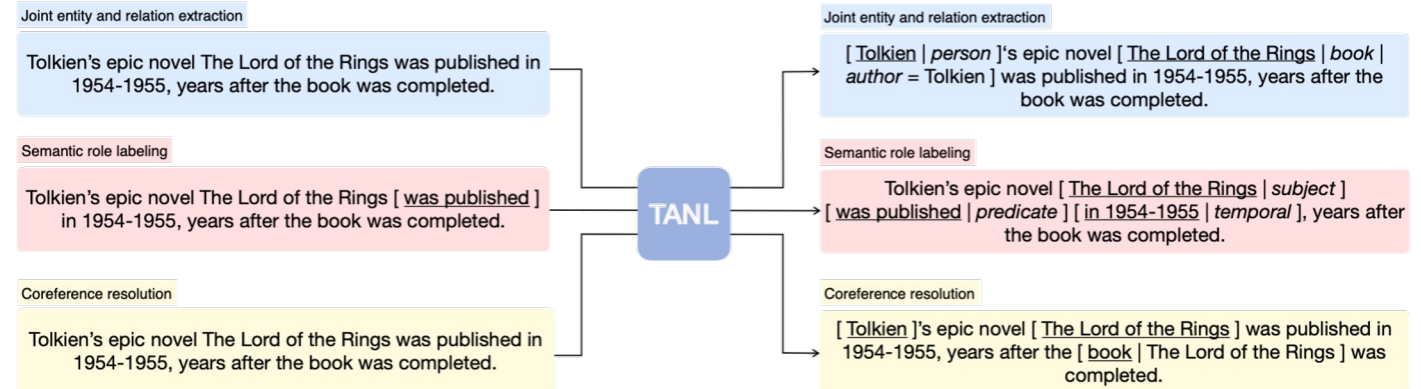 Joint entity and relation extraction
Tolkien’s epic novel The Lord of the Rings was published in
1954-1955, years after the book was completed.
Semantic role labeling
Tolkien’s epic novel The Lord of the Rings [ was published ]
in 1954-1955, years after the book was completed.
Coreference resolution
Tolkien’s epic novel The Lord of the Rings was published in
1954-1955, years after the book was completed.
TANL
Joint entity and relation extraction
[ Tolkien | person ]‘s epic novel [ The Lord of the Rings | book |
author = Tolkien ] was published in 1954-1955, years after the
book was completed.
Semantic role labeling
Tolkien’s epic novel [ The Lord of the Rings | subject ]
[ was published | predicate ] [ in 1954-1955 | temporal ], years after
the book was completed.
Coreference resolution
[ Tolkien ]’s epic novel [ The Lord of the Rings ] was published in
1954-1955, years after the [ book | The Lord of the Rings ] was
completed.